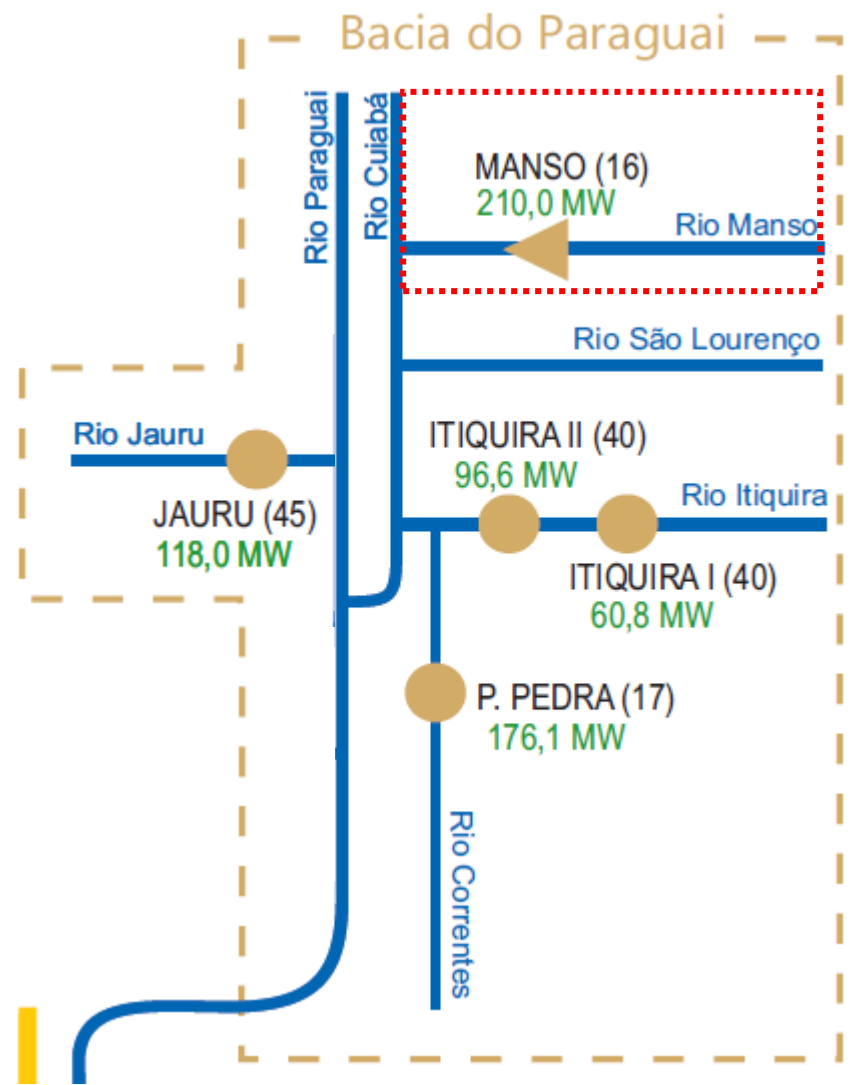 Bacia do Paraguai
Rio Paraguai
Rio Cuiabá
MANSO (16)
210,0 MW
Rio Manso
Rio São Lourenço
Rio Jauru
JAURU (45)
118,0 MW
ITIQUIRA II (40)
96,6 MW
Rio Itiquira
ITIQUIRA I (40)
60,8 MW
P. PEDRA (17)
176,1 MW
Rio Correntes